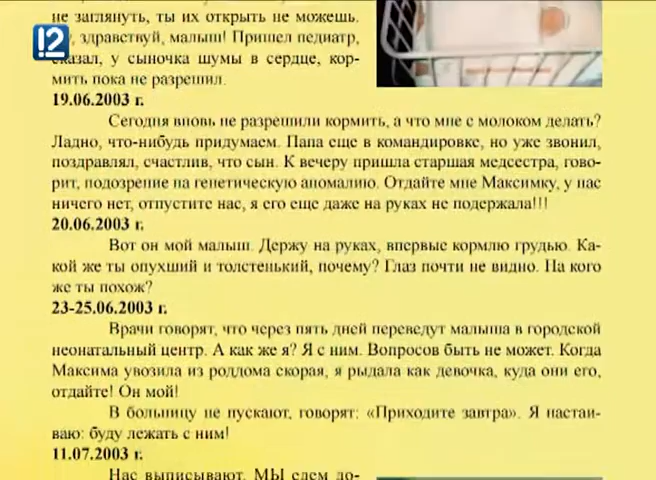 не заглянуть, ты их открыть не можешь.
12
, здравствуй, малыш! Пришел педиатр,
сказал, у сыночка шумы в сердце, кор-
мить пока не разрешил.
19.06.2003 г.
Сегодня вновь не разрешили кормить, а что мне с молоком делать?
Ладно, что-нибудь придумаем. Папа еще в командировке, но уже звонил,
поздравлял, счастлив, что сын. К вечеру пришла старшая медсестра, гово-
рит, подозрение на генетическую аномалию. Отдайте мне Максимку, у нас
ничего нет, отпустите нас, я его еще даже на руках не подержала!!!
20.06.2003 г.
Вот он мой малыш. Держу на руках, впервые кормлю грудью. Ка-
кой же ты опухший и толстенький, почему? Глаз почти не видно. На кого
же ты похож?
23-25.06.2003 г.
Врачи говорят, что через пять дней переведут малыша в городской
неонатальный центр. А как же я? Я с ним. Вопросов быть не может. Когда
Максима увозила из роддома скорая, я рыдала как девочка, куда они его,
отдайте! Он мой!
В больницу не пускают, говорят: «Приходите завтра». Я настаи-
ваю: буду лежать с ним!
11.07.2003 г.
Нас выписывают. МЫ едем до-